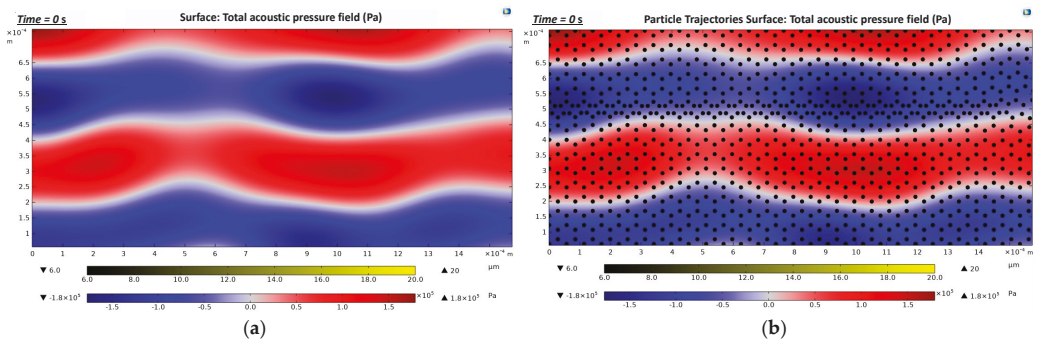 Time = 0 s Surface: Total acoustic pressure field (Pa)
×10⁻⁴
m
6.5
6
5.5
5
4.5
4
3.5
3
2.5
2
1.5
1
0 1 2 3 4 5 6 7 8 9 10 11 12 13 14 ×10⁻⁴ m
▼ 6.0 ▲ 20 μm
6.0 8.0 10.0 12.0 14.0 16.0 18.0 20.0
▼ -1.8×10⁵ ×10⁵ ▲ 1.8×10⁵ Pa
-1.5 -1.0 -0.5 0.0 0.5 1.0 1.5
(a)
Time = 0 s Particle Trajectories Surface: Total acoustic pressure field (Pa)
×10⁻⁴
m
6.5
6
5.5
5
4.5
4
3.5
3
2.5
2
1.5
1
0 1 2 3 4 5 6 7 8 9 10 11 12 13 14 ×10⁻⁴ m
▼ 6.0 ▲ 20 μm
6.0 8.0 10.0 12.0 14.0 16.0 18.0 20.0
▼ -1.8×10⁵ ×10⁵ ▲ 1.8×10⁵ Pa
-1.5 -1.0 -0.5 0.0 0.5 1.0 1.5
(b)